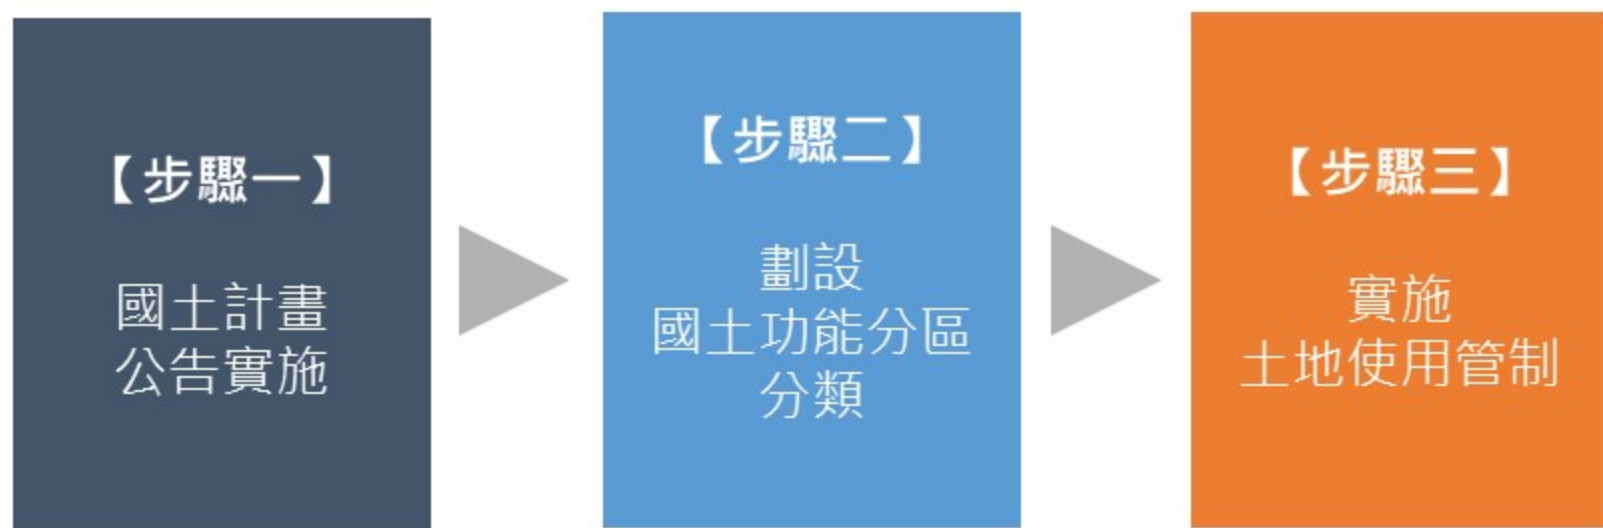 【步驟一】
國土計畫
公告實施
【步驟二】
劃設
國土功能分區
分類
【步驟三】
實施
土地使用管制